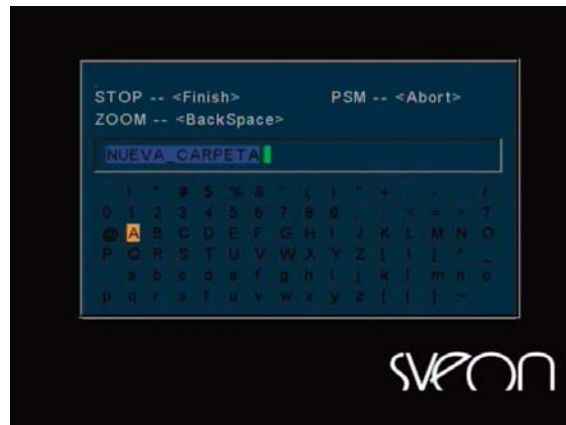 STOP -- <Finish> PSM -- <Abort>
ZOOM -- <BackSpace>
NUEVA_CARPETA
0 1 2 3 4 5 6 7 8 9
@ A B C D E F G H I J K L M N O
P Q R S T U V W X Y Z
a b c d e f g h i j k l m n o
p q r s t u v w x y z
sveon